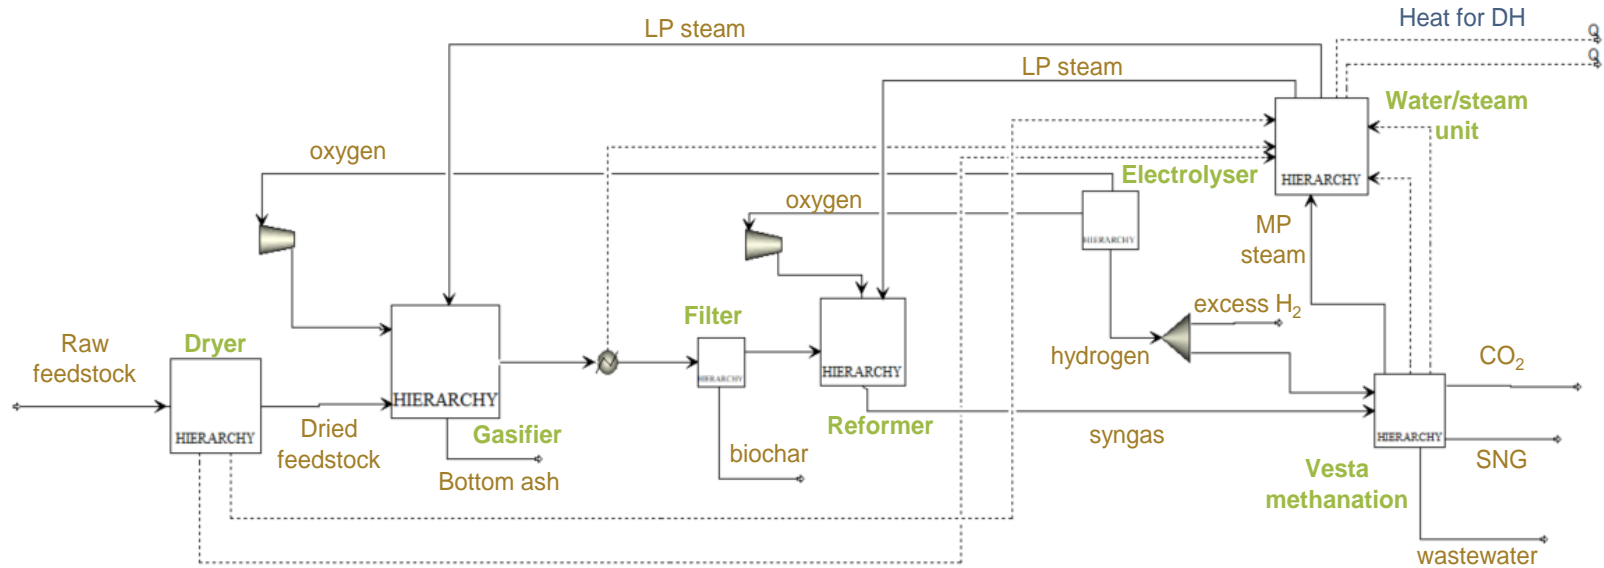 Heat for DH
Q
Q
LP steam
LP steam
Water/steam
unit
HIERARCHY
oxygen
Electrolyser
oxygen
HIERARCHY
MP
steam
excess H₂
hydrogen
Raw
feedstock
Dryer
HIERARCHY
Dried
feedstock
HIERARCHY
Gasifier
Bottom ash
Filter
HIERARCHY
biochar
HIERARCHY
Reformer
syngas
CO₂
HIERARCHY
SNG
Vesta
methanation
wastewater